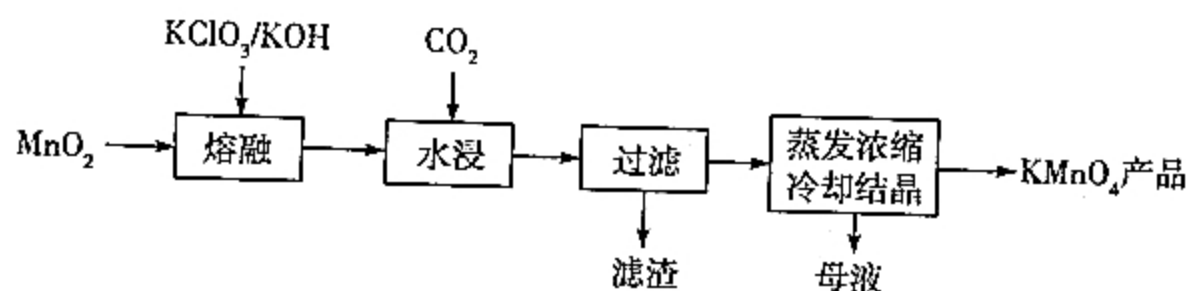 KClO₃/KOH
CO₂
MnO₂
熔融
水浸
过滤
蒸发浓缩
冷却结晶
KMnO₄产品
滤渣
母液